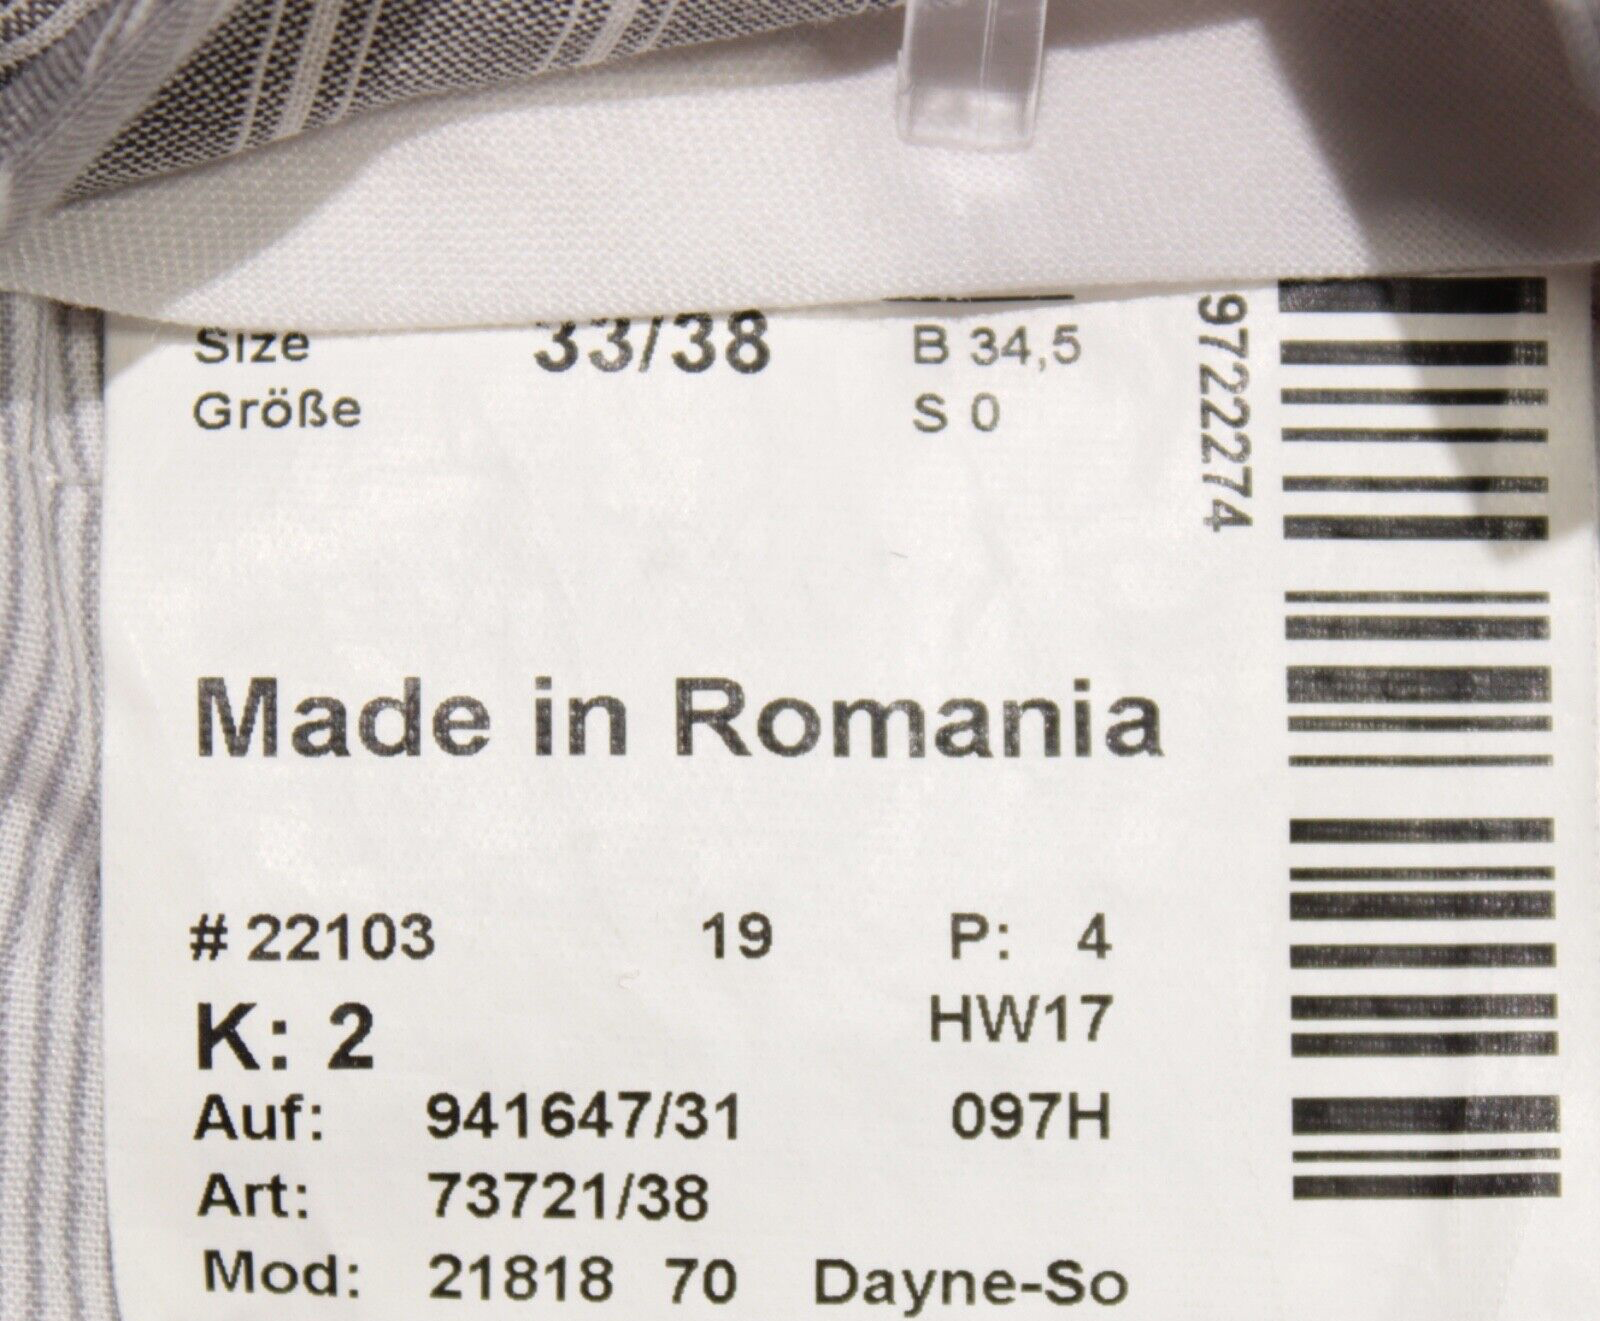 Size 33/38 B 34,5
Größe S 0
9722274
Made in Romania
# 22103 19 P: 4
K: 2 HW17
Auf: 941647/31 097H
Art: 73721/38
Mod: 21818 70 Dayne-So